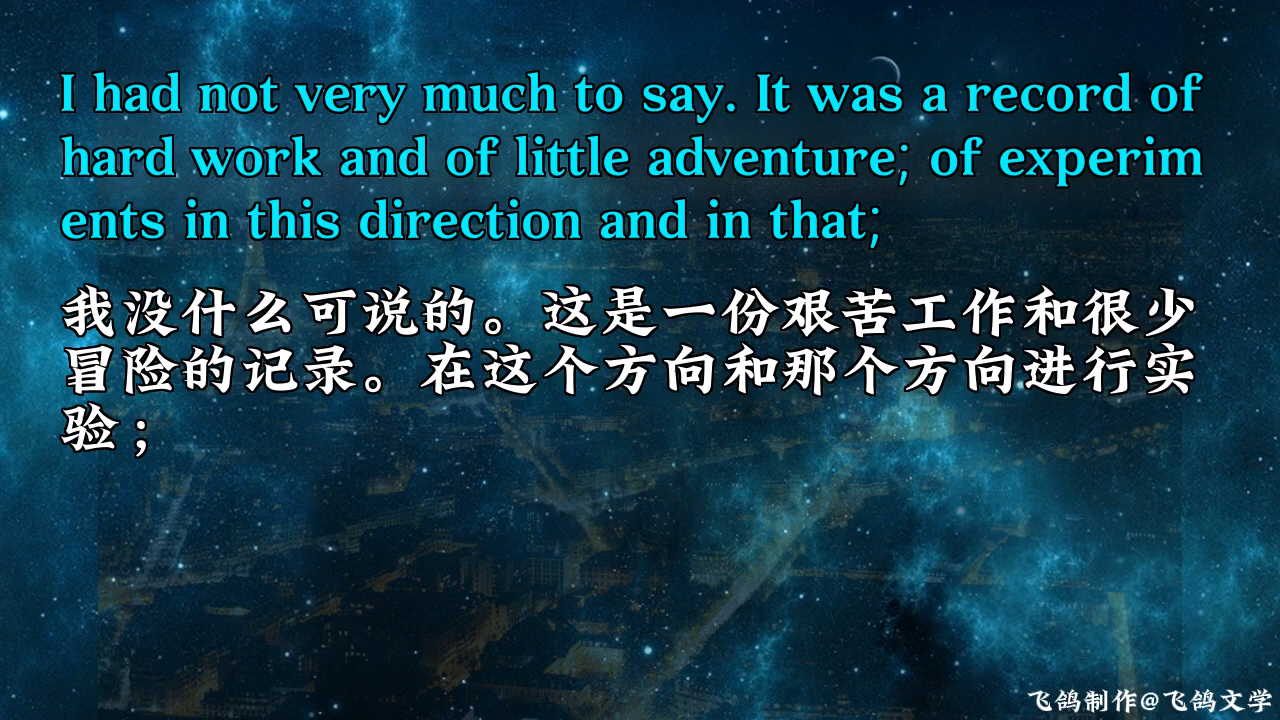 I had not very much to say. It was a record of
hard work and of little adventure; of experim
ents in this direction and in that;
我没什么可说的。这是一份艰苦工作和很少
冒险的记录。在这个方向和那个方向进行实
验；
飞鸽制作@飞鸽文学